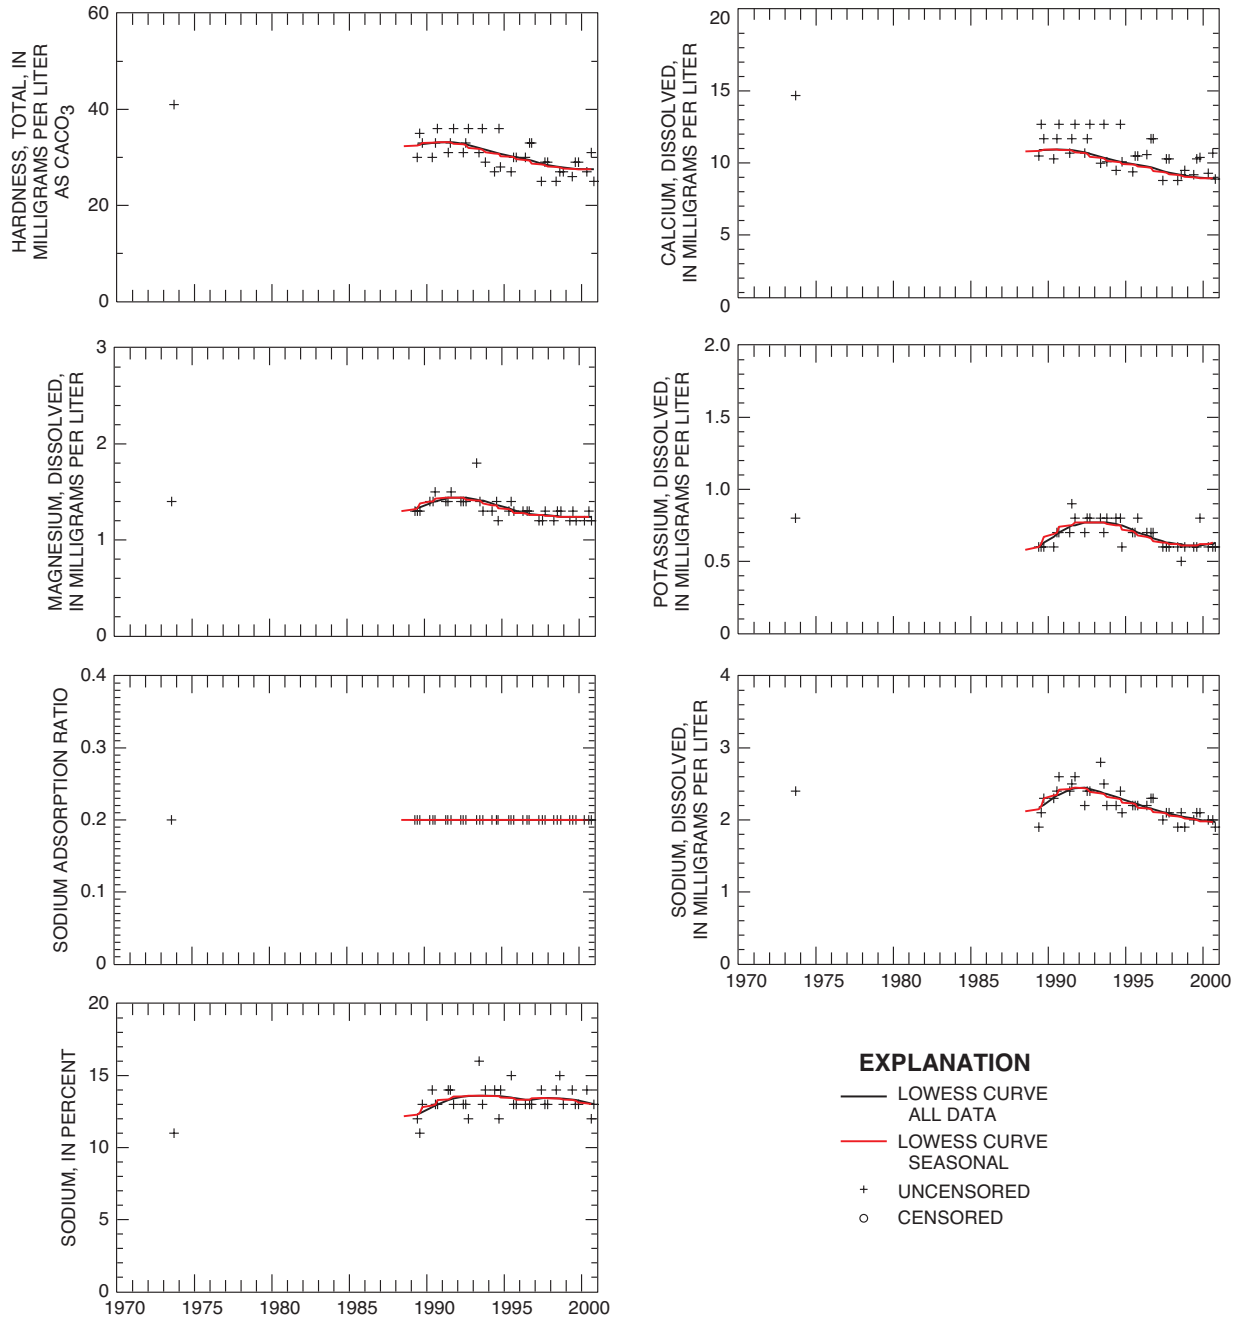 HARDNESS, TOTAL, IN
MILLIGRAMS PER LITER
AS CACO3
60
40
20
0
CALCIUM, DISSOLVED,
IN MILLIGRAMS PER LITER
20
15
10
5
0
MAGNESIUM, DISSOLVED,
IN MILLIGRAMS PER LITER
3
2
1
0
POTASSIUM, DISSOLVED,
IN MILLIGRAMS PER LITER
2.0
1.5
1.0
0.5
0
SODIUM ADSORPTION RATIO
0.4
0.3
0.2
0.1
0
SODIUM, DISSOLVED,
IN MILLIGRAMS PER LITER
4
3
2
1
0
1970 1975 1980 1985 1990 1995 2000
SODIUM, IN PERCENT
20
15
10
5
0
1970 1975 1980 1985 1990 1995 2000
EXPLANATION
LOWESS CURVE
ALL DATA
LOWESS CURVE
SEASONAL
UNCENSORED
CENSORED